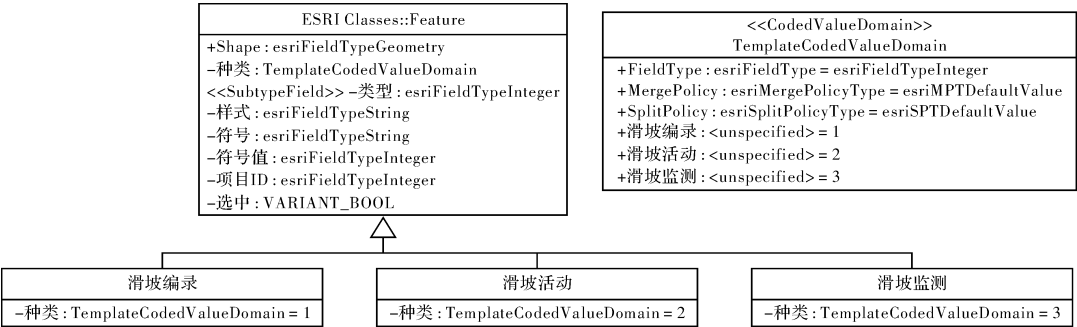 ESRI Classes::Feature
+Shape:esriFieldTypeGeometry
-种类:TemplateCodedValueDomain
<<SubtypeField>> -类型:esriFieldTypeInteger
-样式:esriFieldTypeString
-符号:esriFieldTypeString
-符号值:esriFieldTypeInteger
-项目ID:esriFieldTypeInteger
-选中:VARIANT_BOOL
<<CodedValueDomain>>
TemplateCodedValueDomain
+FieldType:esriFieldType=esriFieldTypeInteger
+MergePolicy:esriMergePolicyType=esriMPTDefaultValue
+SplitPolicy:esriSplitPolicyType=esriSPTDefaultValue
+滑坡编录:<unspecified>=1
+滑坡活动:<unspecified>=2
+滑坡监测:<unspecified>=3
滑坡编录
-种类:TemplateCodedValueDomain=1
滑坡活动
-种类:TemplateCodedValueDomain=2
滑坡监测
-种类:TemplateCodedValueDomain=3